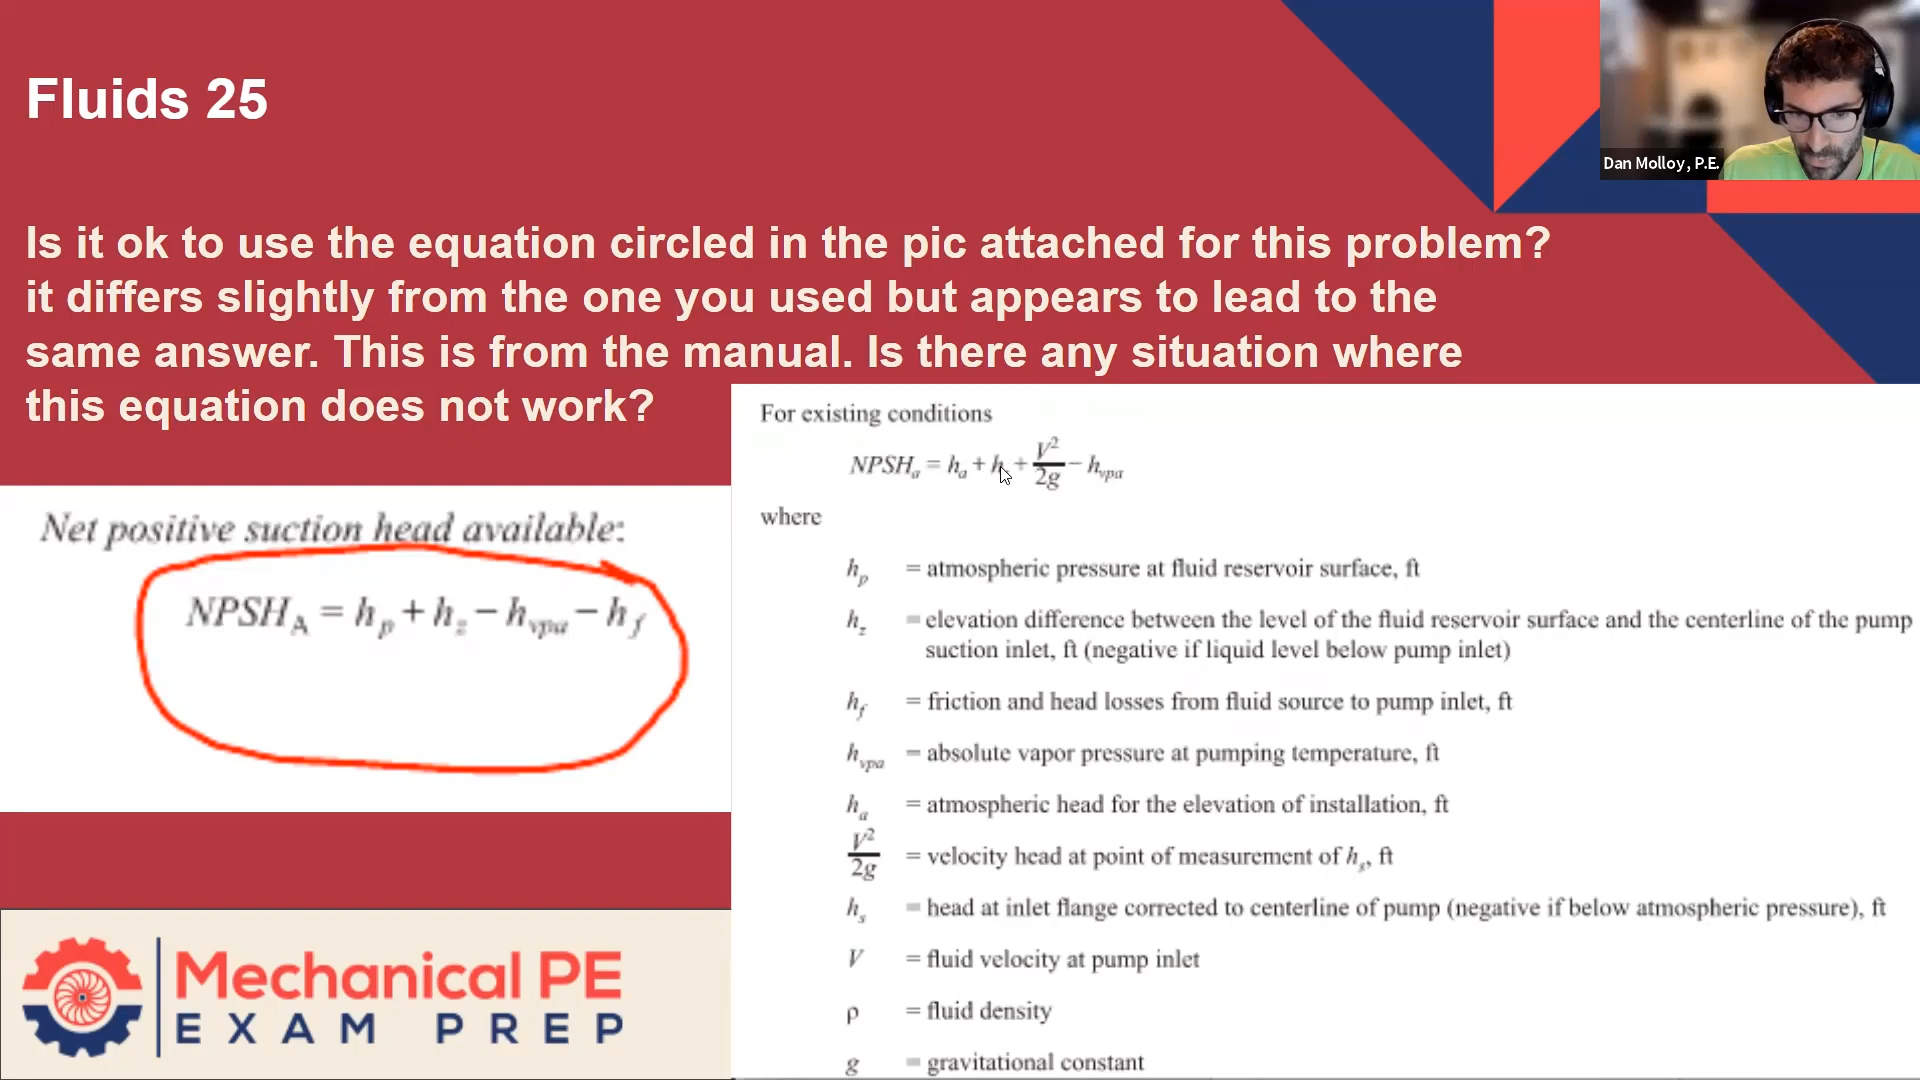 Fluids 25
Dan Molloy, P.E.
Is it ok to use the equation circled in the pic attached for this problem?
it differs slightly from the one you used but appears to lead to the
same answer. This is from the manual. Is there any situation where
this equation does not work?
Net positive suction head available:
NPSH_A = h_p + h_z − h_vpa − h_f
For existing conditions
NPSH_a = h_a + h + V²/2g − h_vpa
where
h_p = atmospheric pressure at fluid reservoir surface, ft
h_z = elevation difference between the level of the fluid reservoir surface and the centerline of the pump
suction inlet, ft (negative if liquid level below pump inlet)
h_f = friction and head losses from fluid source to pump inlet, ft
h_vpa = absolute vapor pressure at pumping temperature, ft
h_a = atmospheric head for the elevation of installation, ft
V²/2g = velocity head at point of measurement of h_s, ft
h_s = head at inlet flange corrected to centerline of pump (negative if below atmospheric pressure), ft
V = fluid velocity at pump inlet
ρ = fluid density
g = gravitational constant
Mechanical PE
EXAM PREP